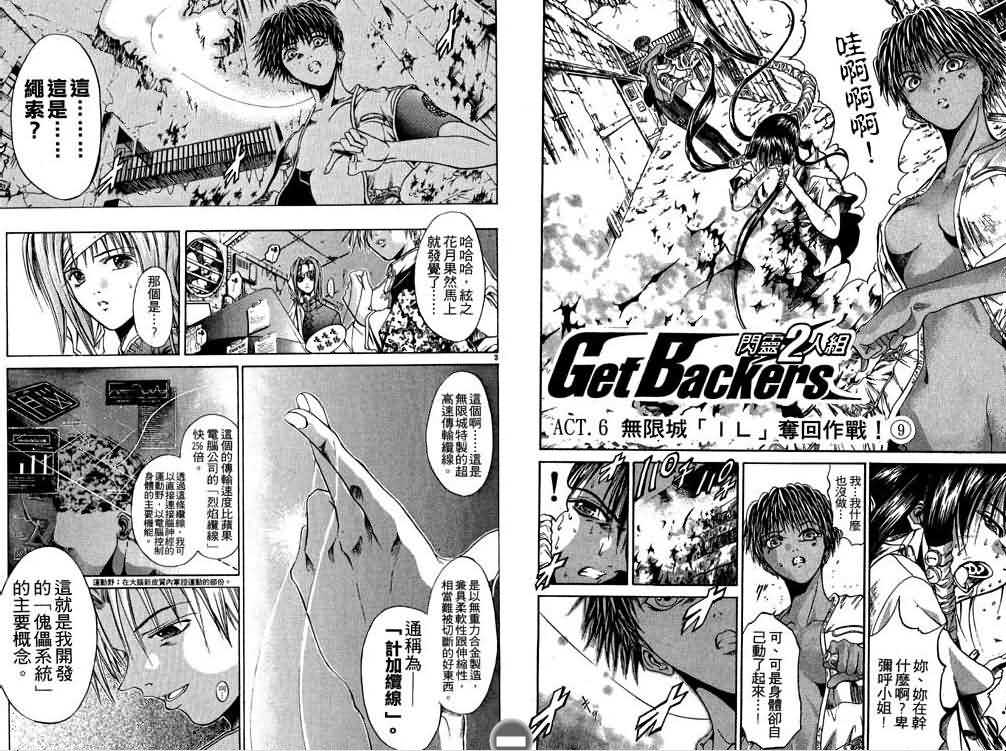 哇啊啊啊！
閃靈2人組
Get Backers
ACT.6 無限城「ＩＬ」奪回作戰！⑨
妳、妳在幹
什麼啊？卑
彌呼小姐！
我…我什麼
也沒做…
可、可是身體卻自
己動了起來…！
！
這………
這是……
繩索？
哈哈哈，絃之
花月果然馬上
就發覺了……
那個是…？
3
這個啊……這是
無限城特製的超
高速傳輸纜線。
是以無重力合金製造，
兼具柔軟性跟伸縮性，
相當難被切斷的好東西。
通稱為——
「計加纜線」。
這個的傳輸速度比蘋果
電腦公司的「烈焰纜線」
快256倍。
透過這條纜線，我可
以直接連接腦神經的
運動野，以電腦控制
身體的主要機能
運動野：在大腦新皮質內掌控運動的部份。
這就是我開發
的「傀儡系統」
的主要概念。